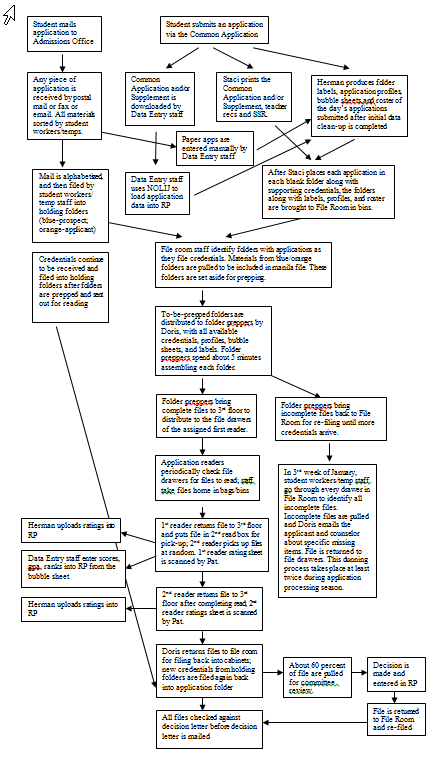 Student mails
application to
Admissions Office
Student submits an application
via the Common Application
Any piece of
application is
received by postal
mail or fax or
email. All materials
sorted by student
workers/temps.
Common
Application and/or
Supplement is
downloaded by
Data Entry staff
Staci prints the
Common
Application and/or
Supplement, teacher
recs and SSR.
Herman produces folder
labels, application profiles,
bubble sheets and roster of
the day's applications
submitted after initial data
clean-up is completed
Paper apps are
entered manually by
Data Entry staff
Mail is alphabetized,
and then filed by
student workers/
temp staff into
holding folders
(blue-prospect;
orange-applicant)
Data Entry staff
uses NOLIJ to
load application
data into RP
After Staci places each application in
each blank folder along with
supporting credentials, the folders
along with labels, profiles, and roster
are brought to File Room in bins.
Credentials continue
to be received and
filed into holding
folders after folders
are prepped and sent
out for reading
File room staff identify folders with applications as
they file credentials. Materials from blue/orange
folders are pulled to be included in manila file. These
folders are set aside for prepping.
To-be-prepped folders are
distributed to folder preppers by
Doris, with all available
credentials, profiles, bubble
sheets, and labels. Folder
preppers spend about 5 minutes
assembling each folder.
Folder preppers bring
complete files to 3rd floor to
distribute to the file drawers
of the assigned first reader.
Folder preppers bring
incomplete files back to File
Room for re-filing until more
credentials arrive.
Application readers
periodically check file
drawers for files to read; staff
take files home in bags/bins
In 3rd week of January,
student workers/temp staff,
go through every drawer in
File Room to identify all
incomplete files.
Incomplete files are pulled
and Doris emails the
applicant and counselor
about specific missing
items. File is returned to
file drawers. This dunning
process takes place at least
twice during application
processing season.
Herman uploads ratings into
RP
1st reader returns file to 3rd floor
and puts file in 2nd read box for
pick-up; 2nd reader picks up files
at random. 1st reader rating sheet
is scanned by Pat.
Data Entry staff enter scores,
gpa, ranks into RP from the
bubble sheet
Herman uploads ratings into
RP
2nd reader returns file to 3rd
floor after completing read, 2nd
reader ratings sheet is scanned
by Pat.
Doris returns files to file room
for filing back into cabinets;
new credentials from holding
folders are filed again back
into application folder
About 60 percent
of file are pulled
for committee
review.
Decision is
made and
entered in RP
File is returned
to File Room
and re-filed
All files checked against
decision letter before decision
letter is mailed